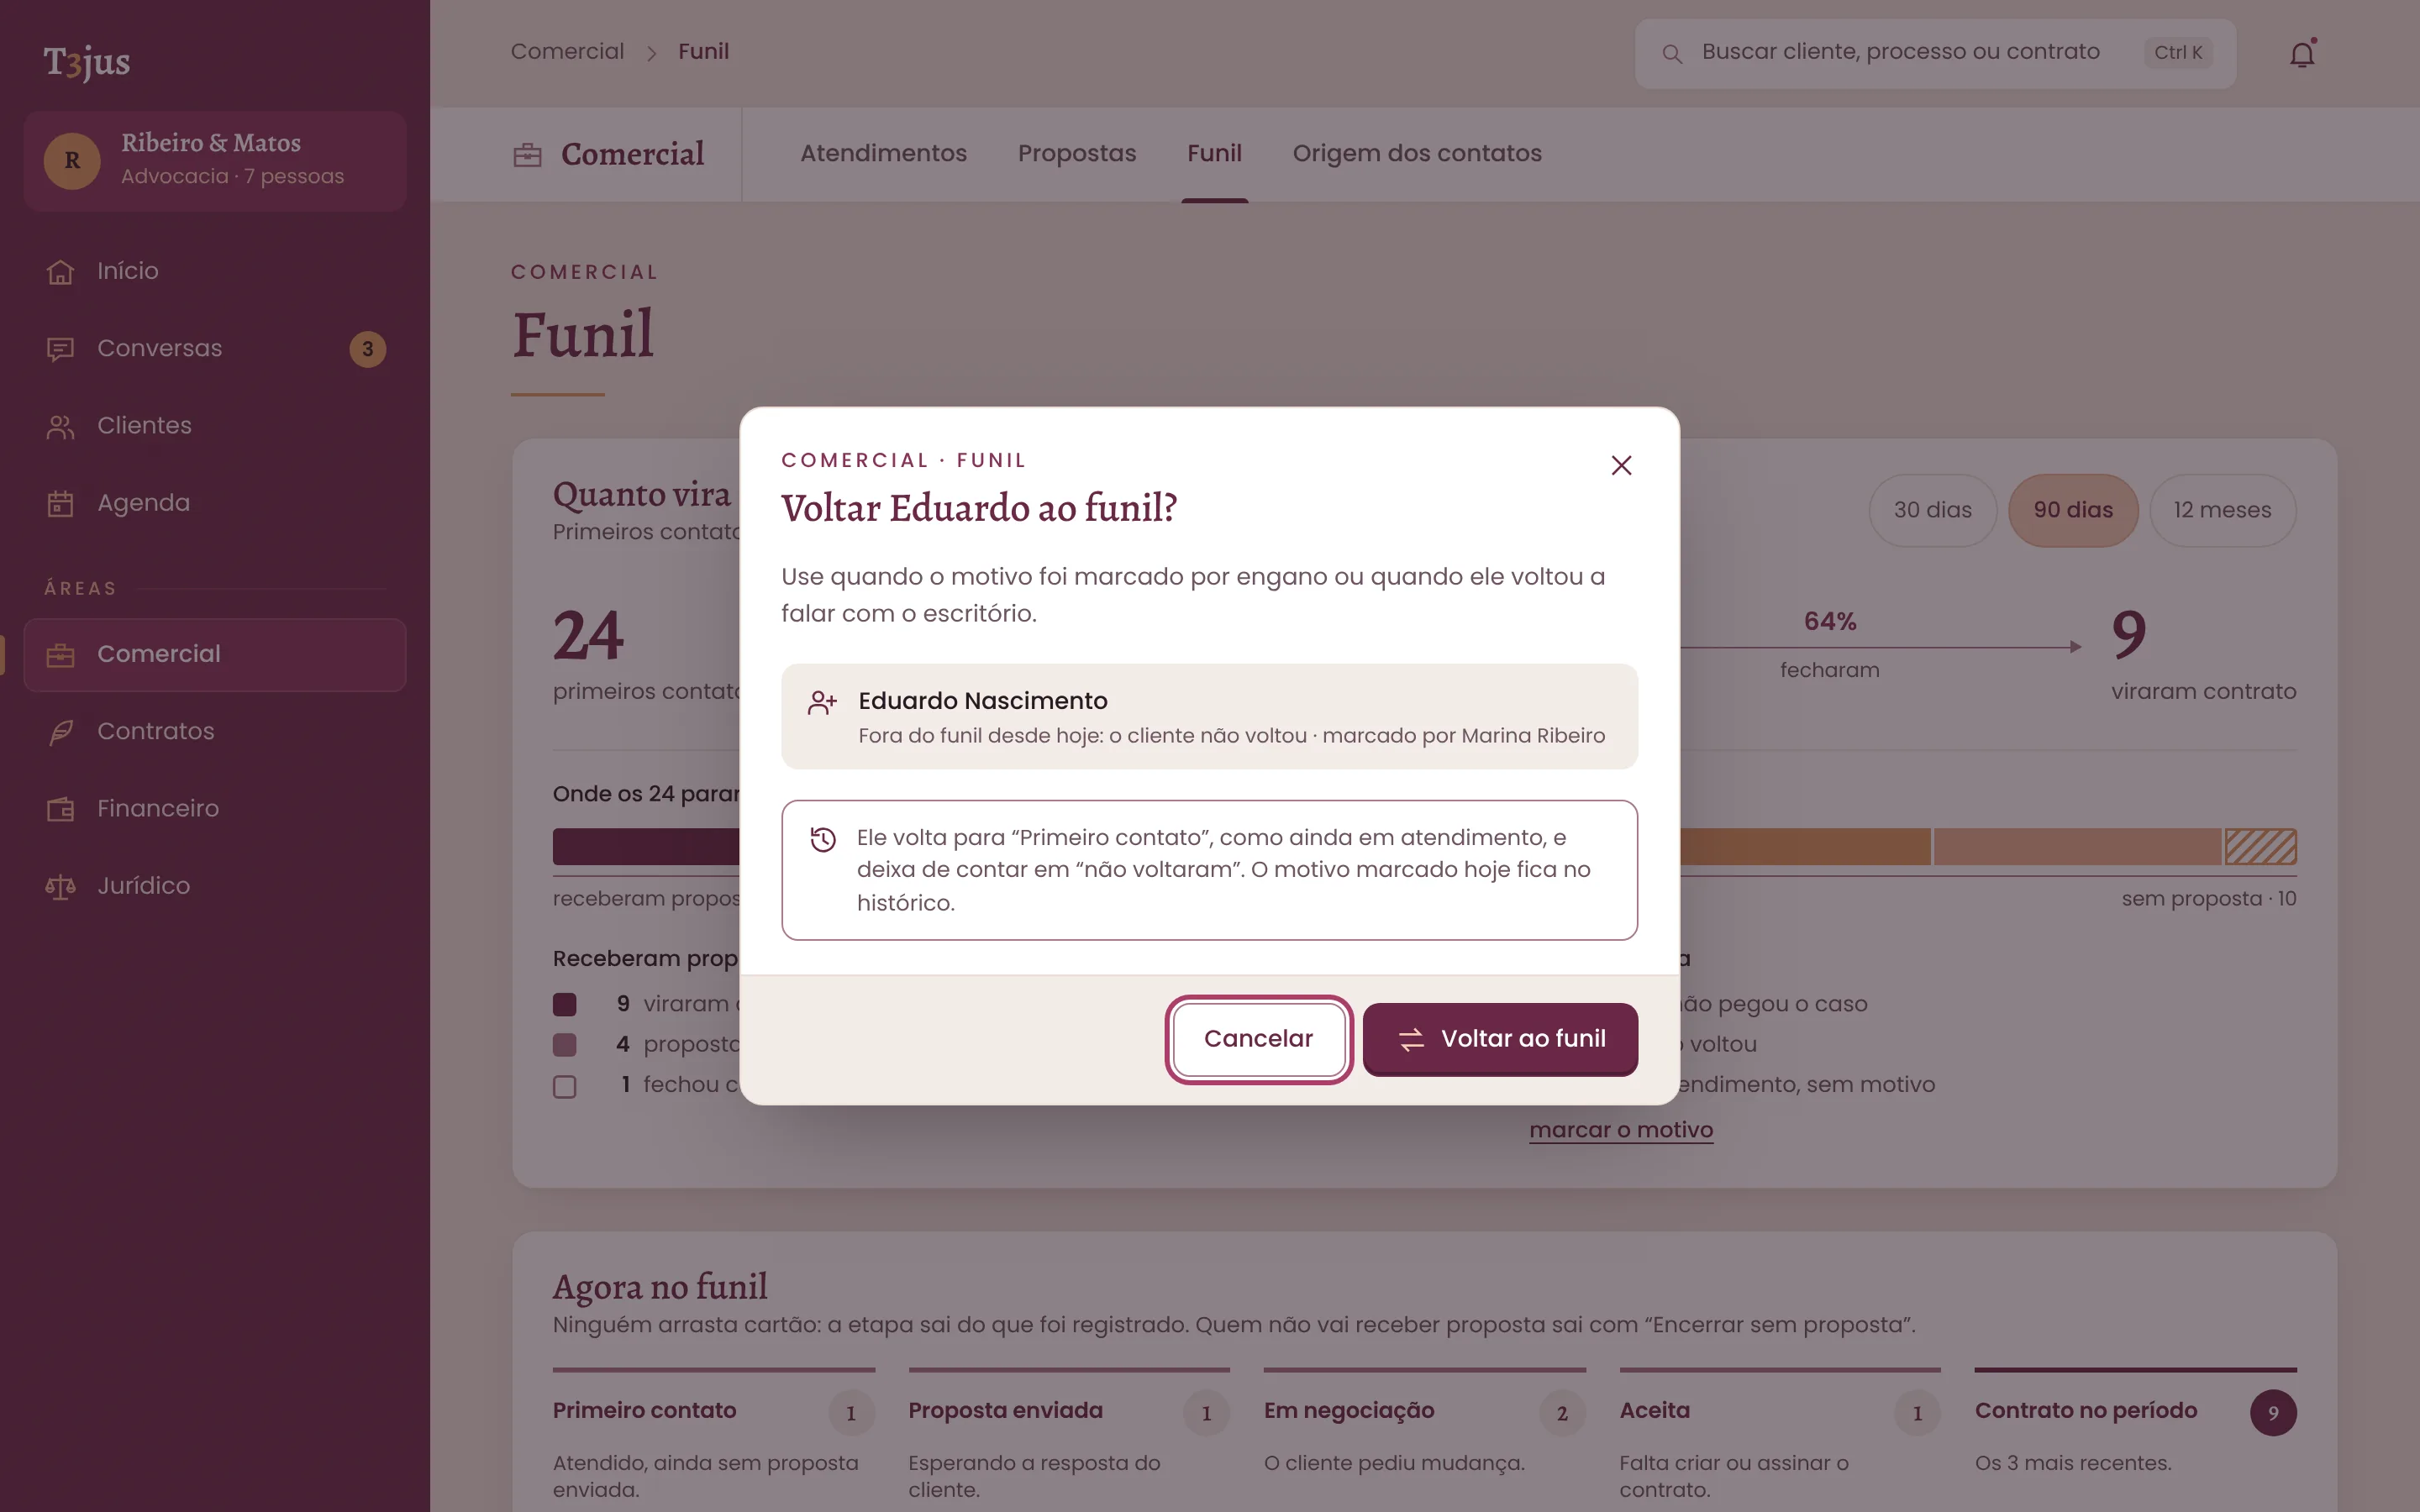 T3jus
R
Ribeiro & Matos
Advocacia · 7 pessoas
Início
Conversas
3
Clientes
Agenda
ÁREAS
Comercial
Contratos
Financeiro
Jurídico
Comercial
Funil
Buscar cliente, processo ou contrato
Ctrl K
Comercial
Atendimentos
Propostas
Funil
Origem dos contatos
COMERCIAL
Funil
Quanto vira
Primeiros
30 dias
90 dias
12 meses
24
primeiros
64%
fecharam
9
viraram contrato
Onde os 24
receberam
sem proposta · 10
Receberam
9 viraram
4
1 fechou
não pegou o caso
voltou
sem motivo
marcar o motivo
COMERCIAL · FUNIL
Voltar Eduardo ao funil?
Use quando o motivo foi marcado por engano ou quando ele voltou a
falar com o escritório.
Eduardo Nascimento
Fora do funil desde hoje: o cliente não voltou · marcado por Marina Ribeiro
Ele volta para “Primeiro contato”, como ainda em atendimento, e
deixa de contar em “não voltaram”. O motivo marcado hoje fica no
histórico.
Cancelar
Voltar ao funil
Agora no funil
Ninguém arrasta cartão: a etapa sai do que foi registrado. Quem não vai receber proposta sai com “Encerrar sem proposta”.
Primeiro contato
1
Atendido, ainda sem proposta
enviada.
Proposta enviada
1
Esperando a resposta do
cliente.
Em negociação
2
O cliente pediu mudança.
Aceita
1
Falta criar ou assinar o
contrato.
Contrato no período
9
Os 3 mais recentes.